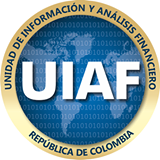 UNIDAD DE INFORMACIÓN Y ANÁLISIS FINANCIERO
UIAF
REPÚBLICA DE COLOMBIA